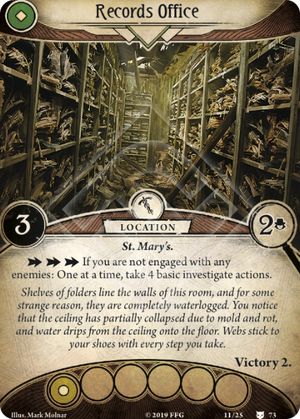 Records Office
3
LOCATION
2
St. Mary's.
If you are not engaged with any
enemies: One at a time, take 4 basic investigate actions.
Shelves of folders line the walls of this room, and for some
strange reason, they are completely waterlogged. You notice
that the ceiling has partially collapsed due to mold and rot,
and water drips from the ceiling onto the floor. Webs stick to
your shoes with every step you take.
Victory 2.
Illus. Mark Molnar
© 2019 FFG
11/25
73